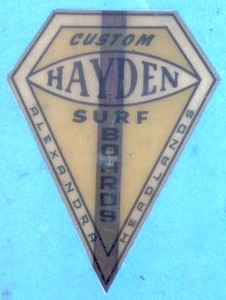 CUSTOM
HAYDEN
SURF
BOARDS
ALEXANDRA
HEADLANDS